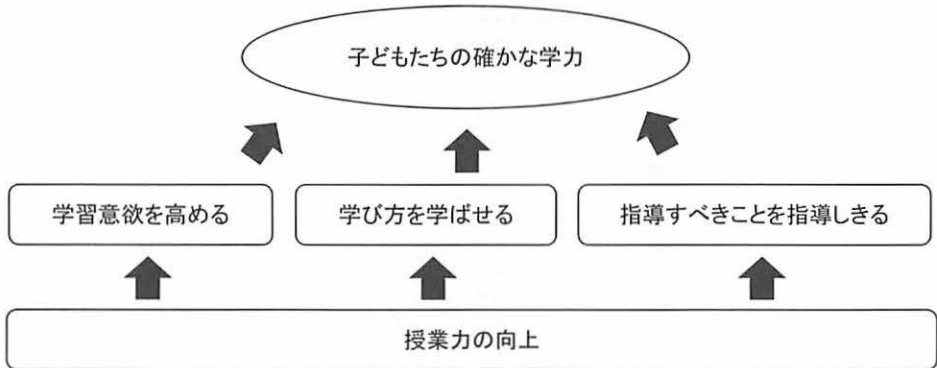 子どもたちの確かな学力
学習意欲を高める
学び方を学ばせる
指導すべきことを指導しきる
授業力の向上